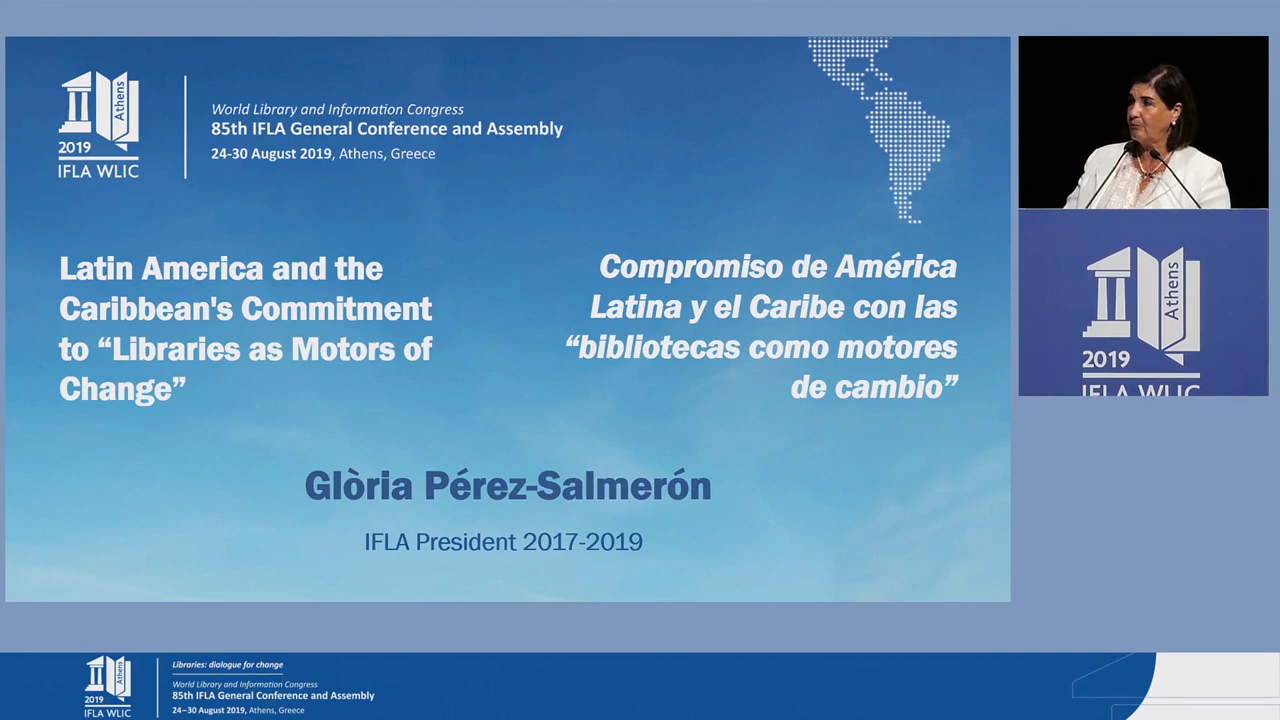 Athens
2019
IFLA WLIC
World Library and Information Congress
85th IFLA General Conference and Assembly
24-30 August 2019, Athens, Greece
Latin America and the
Caribbean's Commitment
to “Libraries as Motors of
Change”
Compromiso de América
Latina y el Caribe con las
“bibliotecas como motores
de cambio”
Glòria Pérez-Salmerón
IFLA President 2017-2019
Athens
2019
IFLA WLIC
Athens
2019
IFLA WLIC
Libraries: dialogue for change
World Library and Information Congress
85th IFLA General Conference and Assembly
24–30 August 2019, Athens, Greece